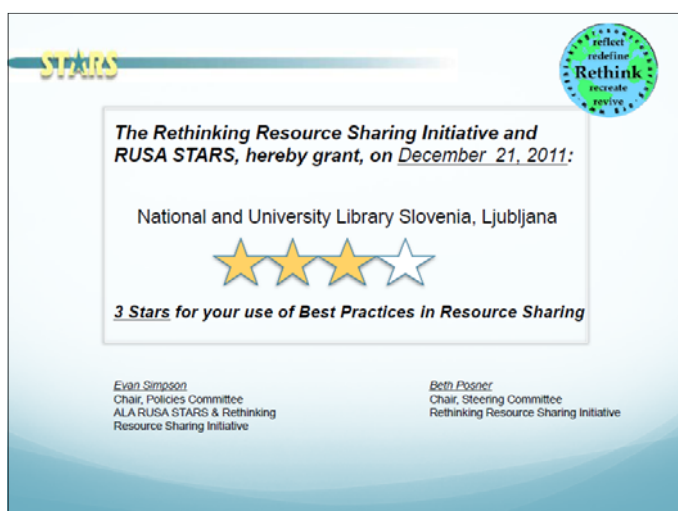 STARS
reflect
redefine
Rethink
recreate
revive
The Rethinking Resource Sharing Initiative and
RUSA STARS, hereby grant, on December 21, 2011:
National and University Library Slovenia, Ljubljana
3 Stars for your use of Best Practices in Resource Sharing
Evan Simpson
Chair, Policies Committee
ALA RUSA STARS & Rethinking
Resource Sharing Initiative
Beth Posner
Chair, Steering Committee
Rethinking Resource Sharing Initiative